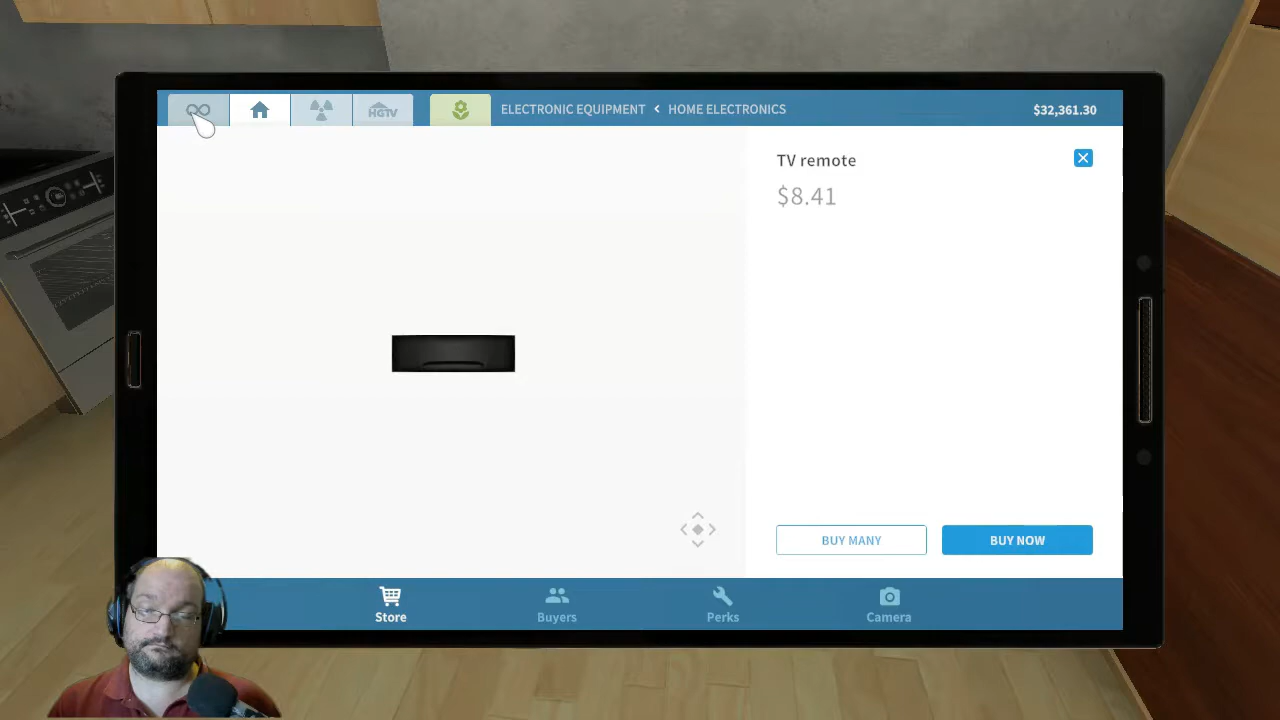 HGTV
ELECTRONIC EQUIPMENT < HOME ELECTRONICS
$32,361.30
TV remote
$8.41
BUY MANY
BUY NOW
Store
Buyers
Perks
Camera